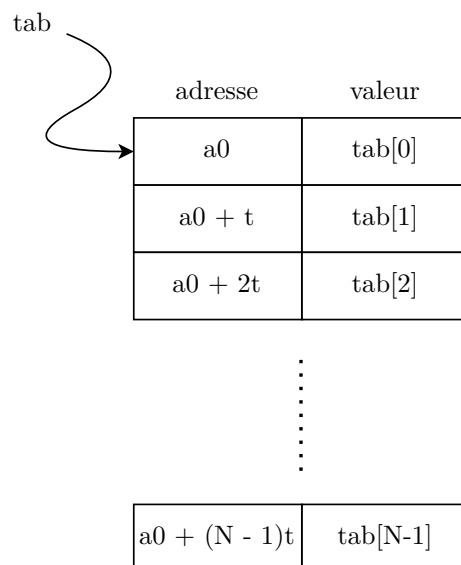 tab
adresse valeur
a0 tab[0]
a0 + t tab[1]
a0 + 2t tab[2]
a0 + (N - 1)t tab[N-1]